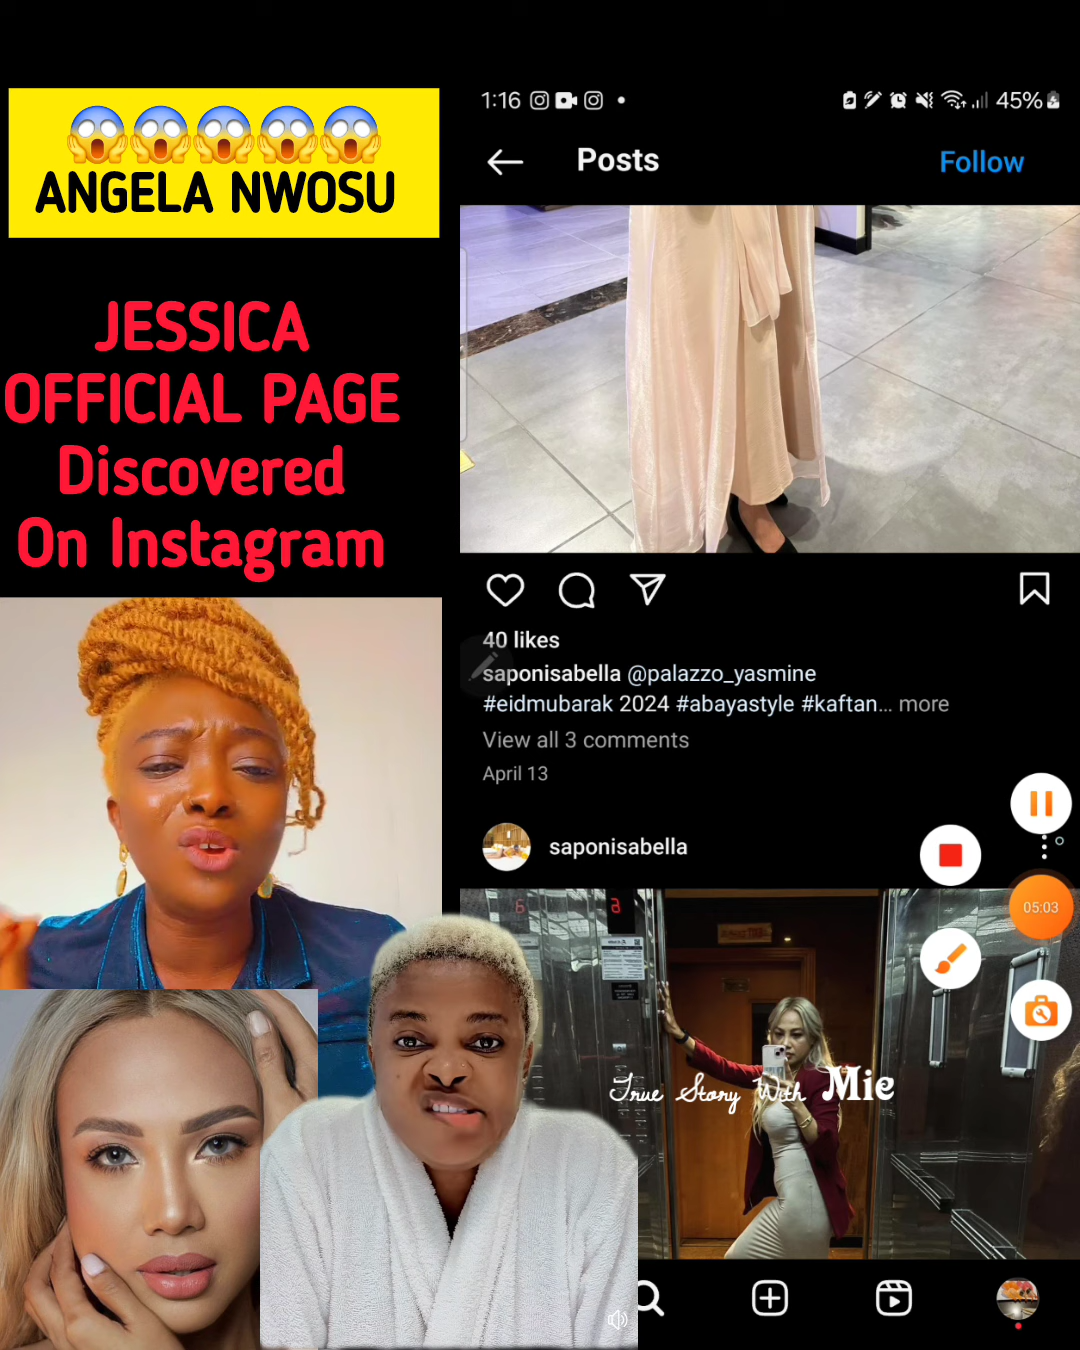 ANGELA NWOSU
JESSICA
OFFICIAL PAGE
Discovered
On Instagram
1:16
45%
Posts
Follow
40 likes
saponisabella @palazzo_yasmine
#eidmubarak 2024 #abayastyle #kaftan... more
View all 3 comments
April 13
saponisabella
05:03
True Story With Mie